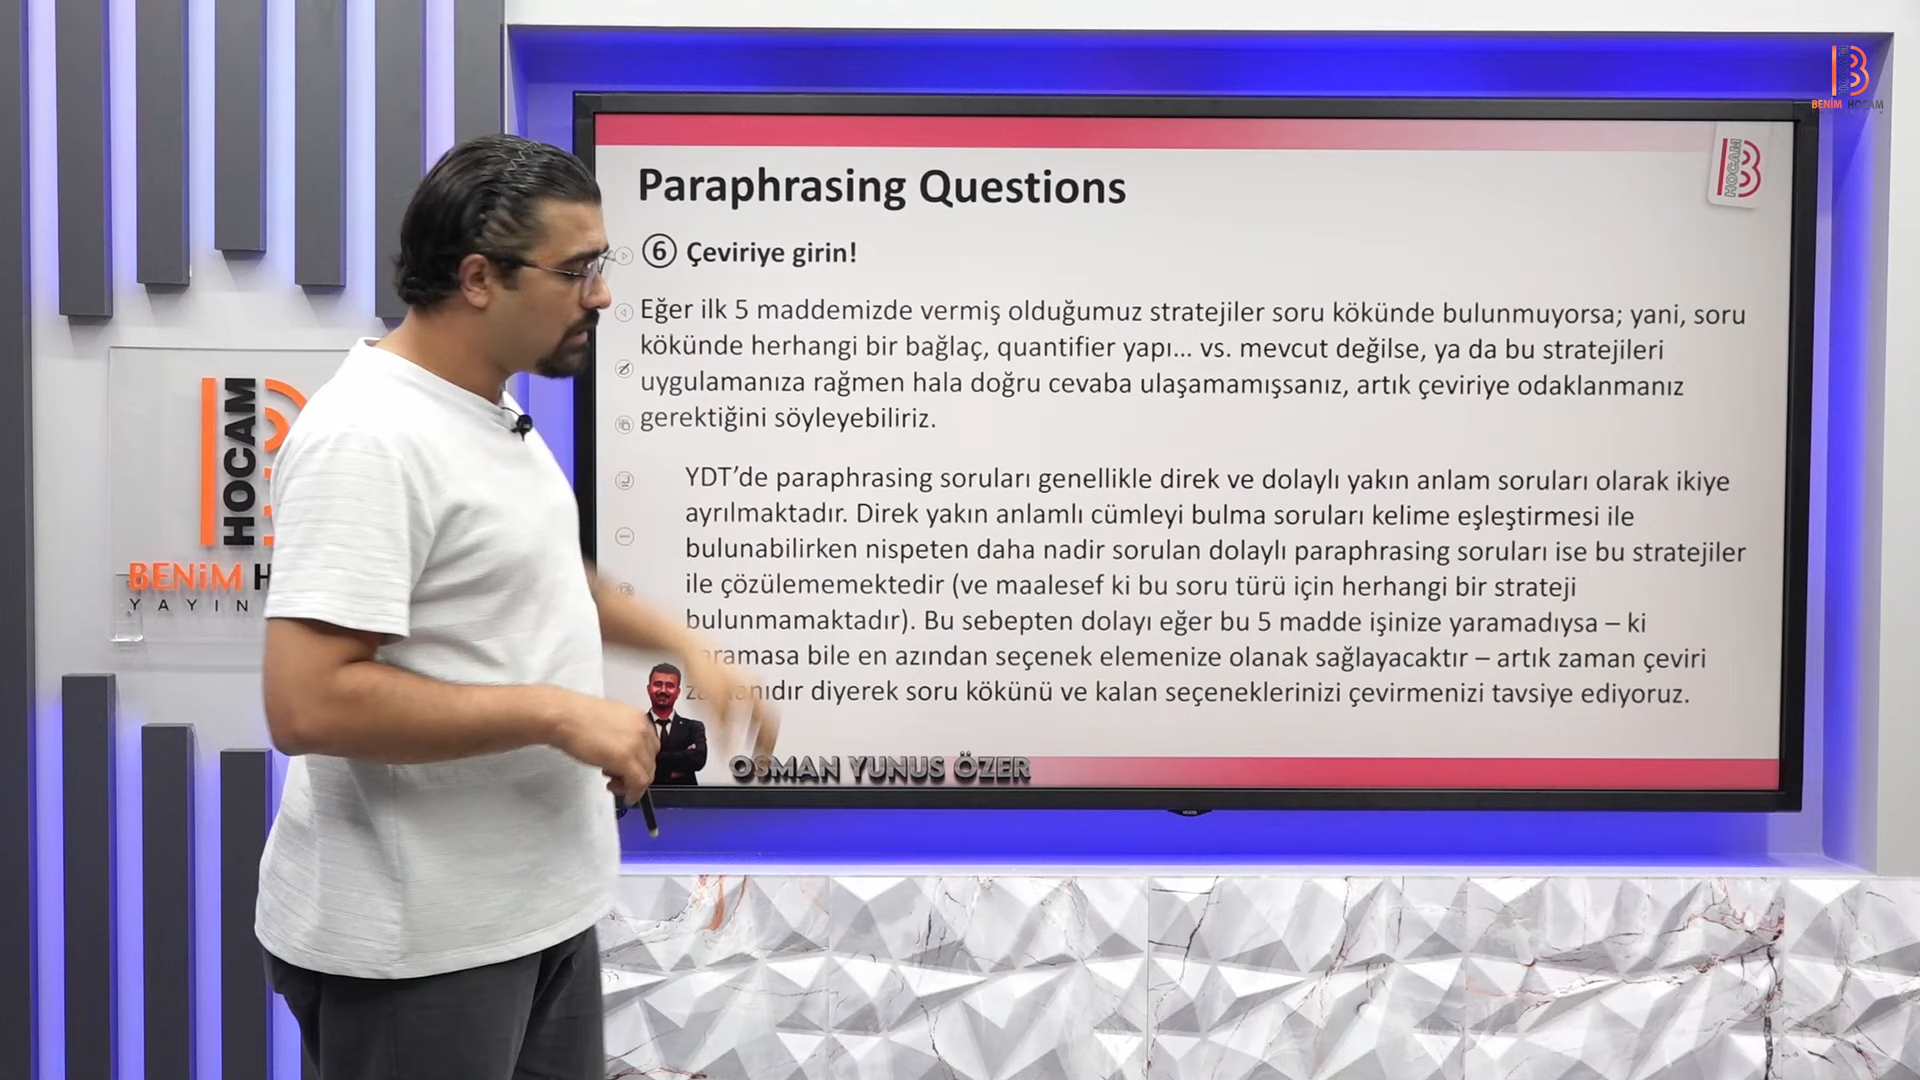 BENİM HOCAM
HOCAM
Paraphrasing Questions
6 Çeviriye girin!
Eğer ilk 5 maddemizde vermiş olduğumuz stratejiler soru kökünde bulunmuyorsa; yani, soru
kökünde herhangi bir bağlaç, quantifier yapı... vs. mevcut değilse, ya da bu stratejileri
uygulamanıza rağmen hala doğru cevaba ulaşamamışsanız, artık çeviriye odaklanmanız
gerektiğini söyleyebiliriz.
YDT’de paraphrasing soruları genellikle direk ve dolaylı yakın anlam soruları olarak ikiye
ayrılmaktadır. Direk yakın anlamlı cümleyi bulma soruları kelime eşleştirmesi ile
bulunabilirken nispeten daha nadir sorulan dolaylı paraphrasing soruları ise bu stratejiler
ile çözülememektedir (ve maalesef ki bu soru türü için herhangi bir strateji
bulunmamaktadır). Bu sebepten dolayı eğer bu 5 madde işinize yaramadıysa – ki
bile en azından seçenek elemenize olanak sağlayacaktır – artık zaman çeviri
diyerek soru kökünü ve kalan seçeneklerinizi çevirmenizi tavsiye ediyoruz.
OSMAN YUNUS ÖZER
HOCAM
BENİM H
YAYIN